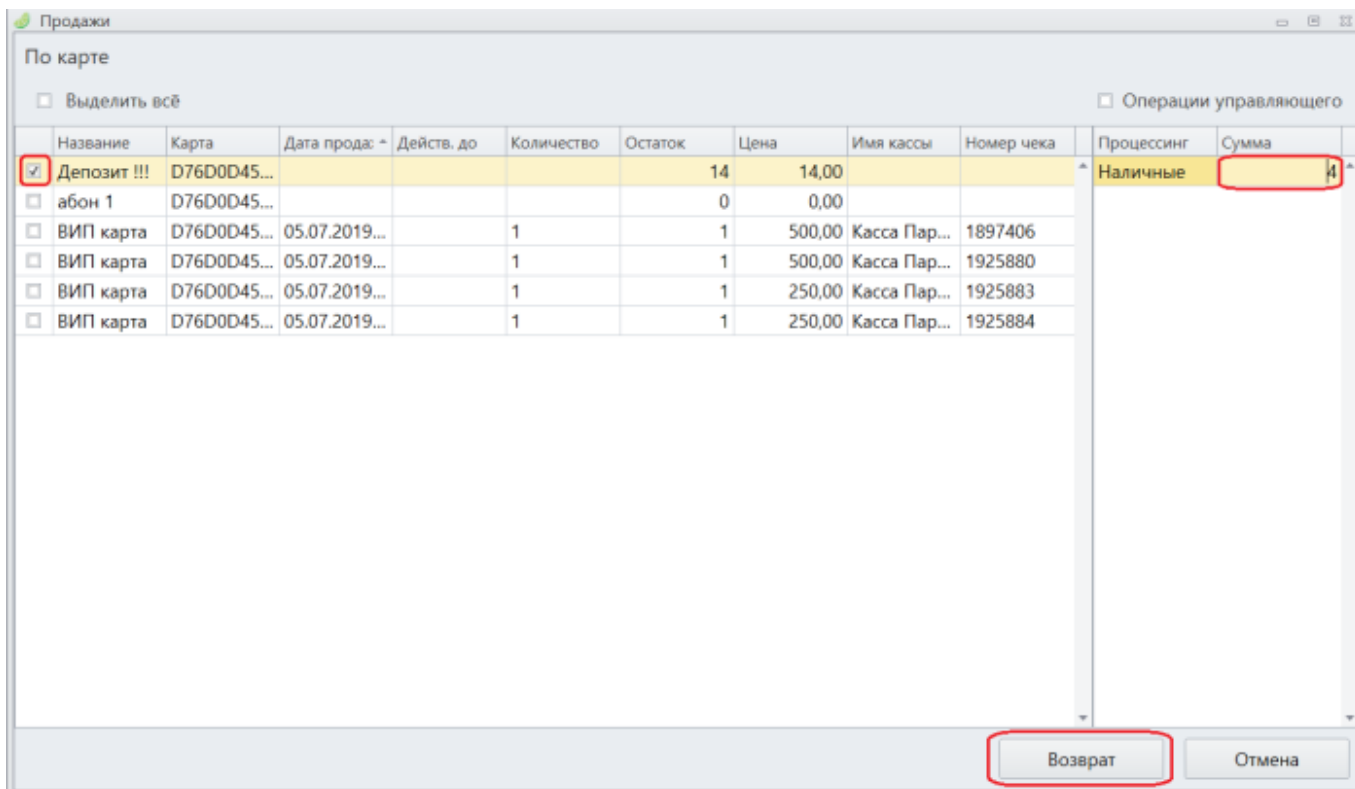 Продажи
По карте
Выделить всё Операции управляющего
Название Карта Дата прода: Действ. до Количество Остаток Цена Имя кассы Номер чека Процессинг Сумма
Депозит !!! D76D0D45... 14 14,00 Наличные 4
абон 1 D76D0D45... 0 0,00
ВИП карта D76D0D45... 05.07.2019... 1 1 500,00 Касса Пар... 1897406
ВИП карта D76D0D45... 05.07.2019... 1 1 500,00 Касса Пар... 1925880
ВИП карта D76D0D45... 05.07.2019... 1 1 250,00 Касса Пар... 1925883
ВИП карта D76D0D45... 05.07.2019... 1 1 250,00 Касса Пар... 1925884
Возврат Отмена